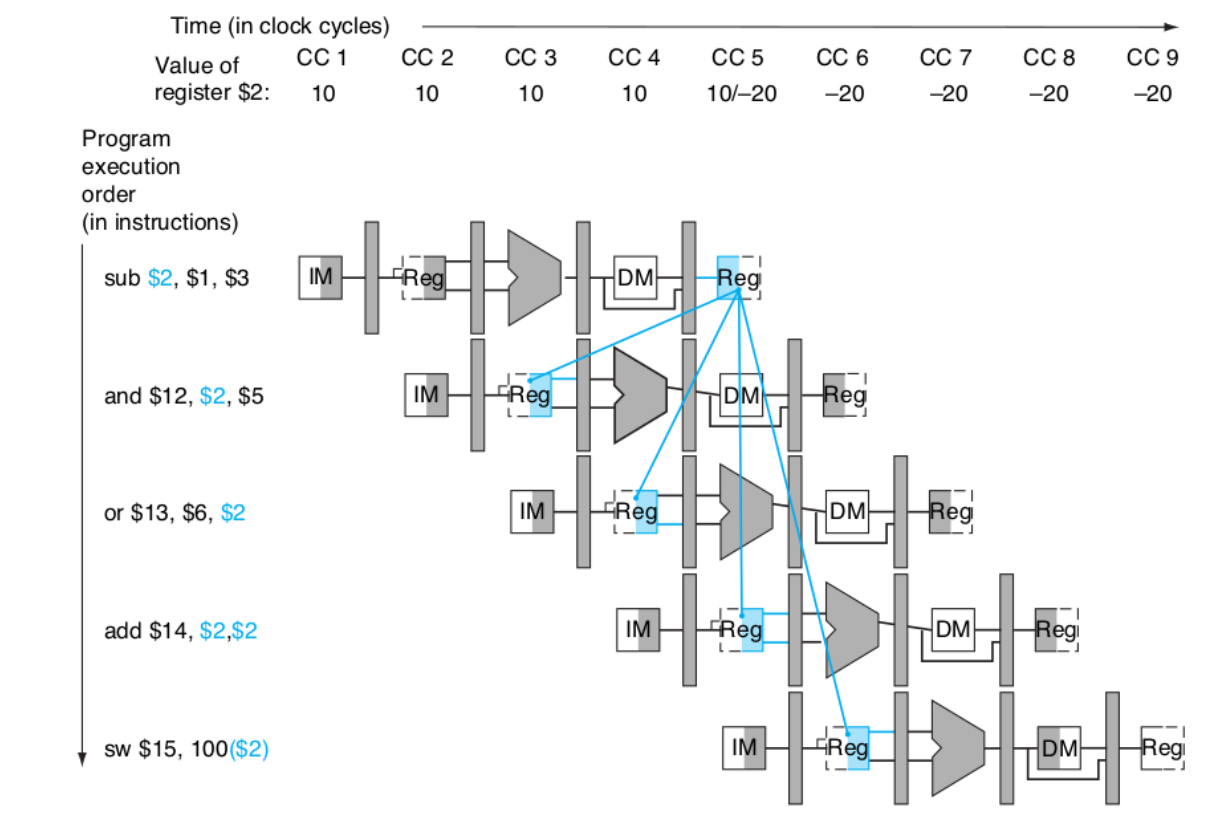 Time (in clock cycles)
CC 1 CC 2 CC 3 CC 4 CC 5 CC 6 CC 7 CC 8 CC 9
Value of
register $2: 10 10 10 10 10/–20 –20 –20 –20 –20
Program
execution
order
(in instructions)
sub $2, $1, $3 IM Reg DM Reg
and $12, $2, $5 IM Reg DM Reg
or $13, $6, $2 IM Reg DM Reg
add $14, $2,$2 IM Reg DM Reg
sw $15, 100($2) IM Reg DM Reg